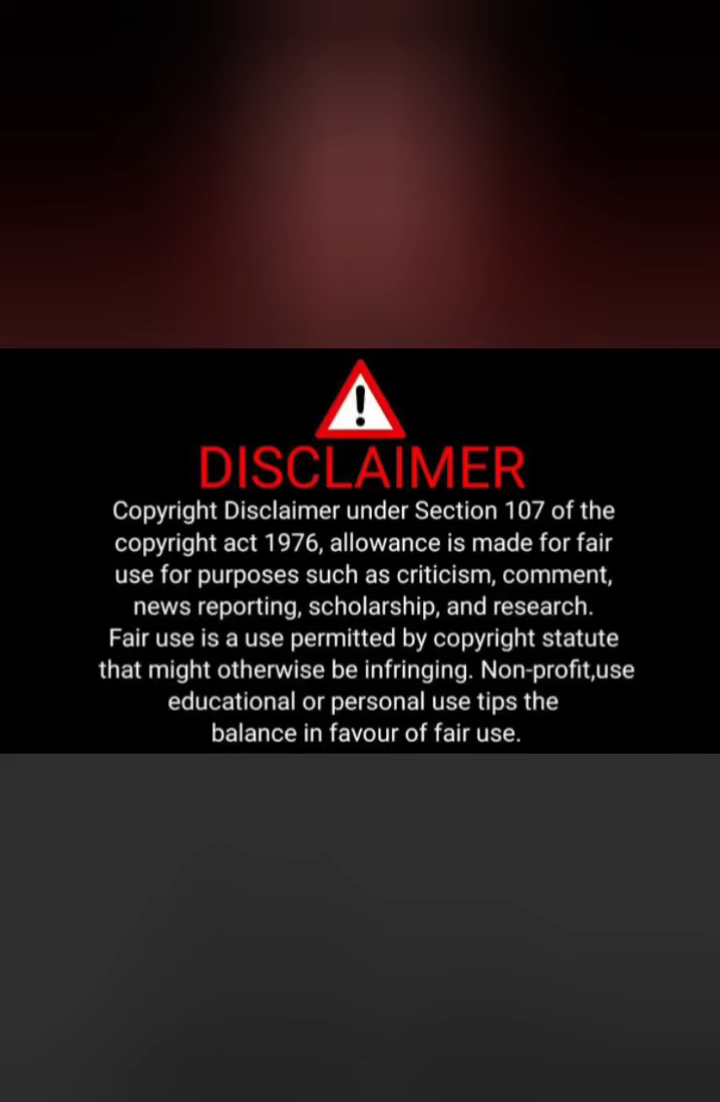 DISCLAIMER
Copyright Disclaimer under Section 107 of the
copyright act 1976, allowance is made for fair
use for purposes such as criticism, comment,
news reporting, scholarship, and research.
Fair use is a use permitted by copyright statute
that might otherwise be infringing. Non-profit,use
educational or personal use tips the
balance in favour of fair use.